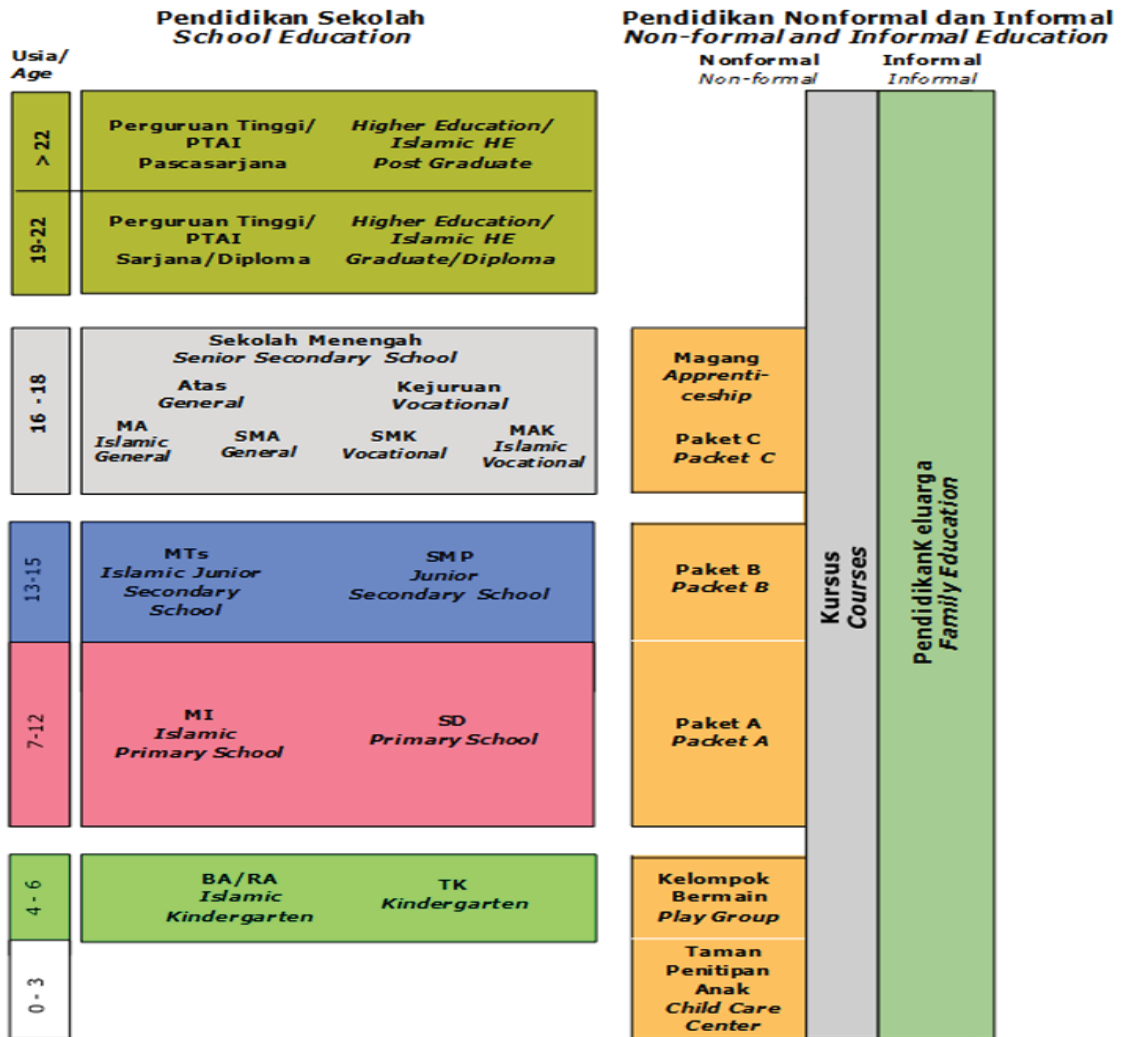 Pendidikan Sekolah
School Education
Pendidikan Nonformal dan Informal
Non-formal and Informal Education
Usia/
Age
Nonformal
Non-formal
Informal
Informal
> 22
Perguruan Tinggi/
PTAI
Pascasarjana
Higher Education/
Islamic HE
Post Graduate
19-22
Perguruan Tinggi/
PTAI
Sarjana/Diploma
Higher Education/
Islamic HE
Graduate/Diploma
16 -18
Sekolah Menengah
Senior Secondary School
Atas
General
Kejuruan
Vocational
MA
Islamic
General
SMA
General
SMK
Vocational
MAK
Islamic
Vocational
Magang
Apprenti-
ceship
Paket C
Packet C
13-15
MTs
Islamic Junior
Secondary
School
SMP
Junior
Secondary School
Paket B
Packet B
7-12
MI
Islamic
Primary School
SD
Primary School
Paket A
Packet A
4 - 6
BA/RA
Islamic
Kindergarten
TK
Kindergarten
Kelompok
Bermain
Play Group
0 - 3
Taman
Penitipan
Anak
Child Care
Center
Kursus
Courses
PendidikanK eluarga
Family Education